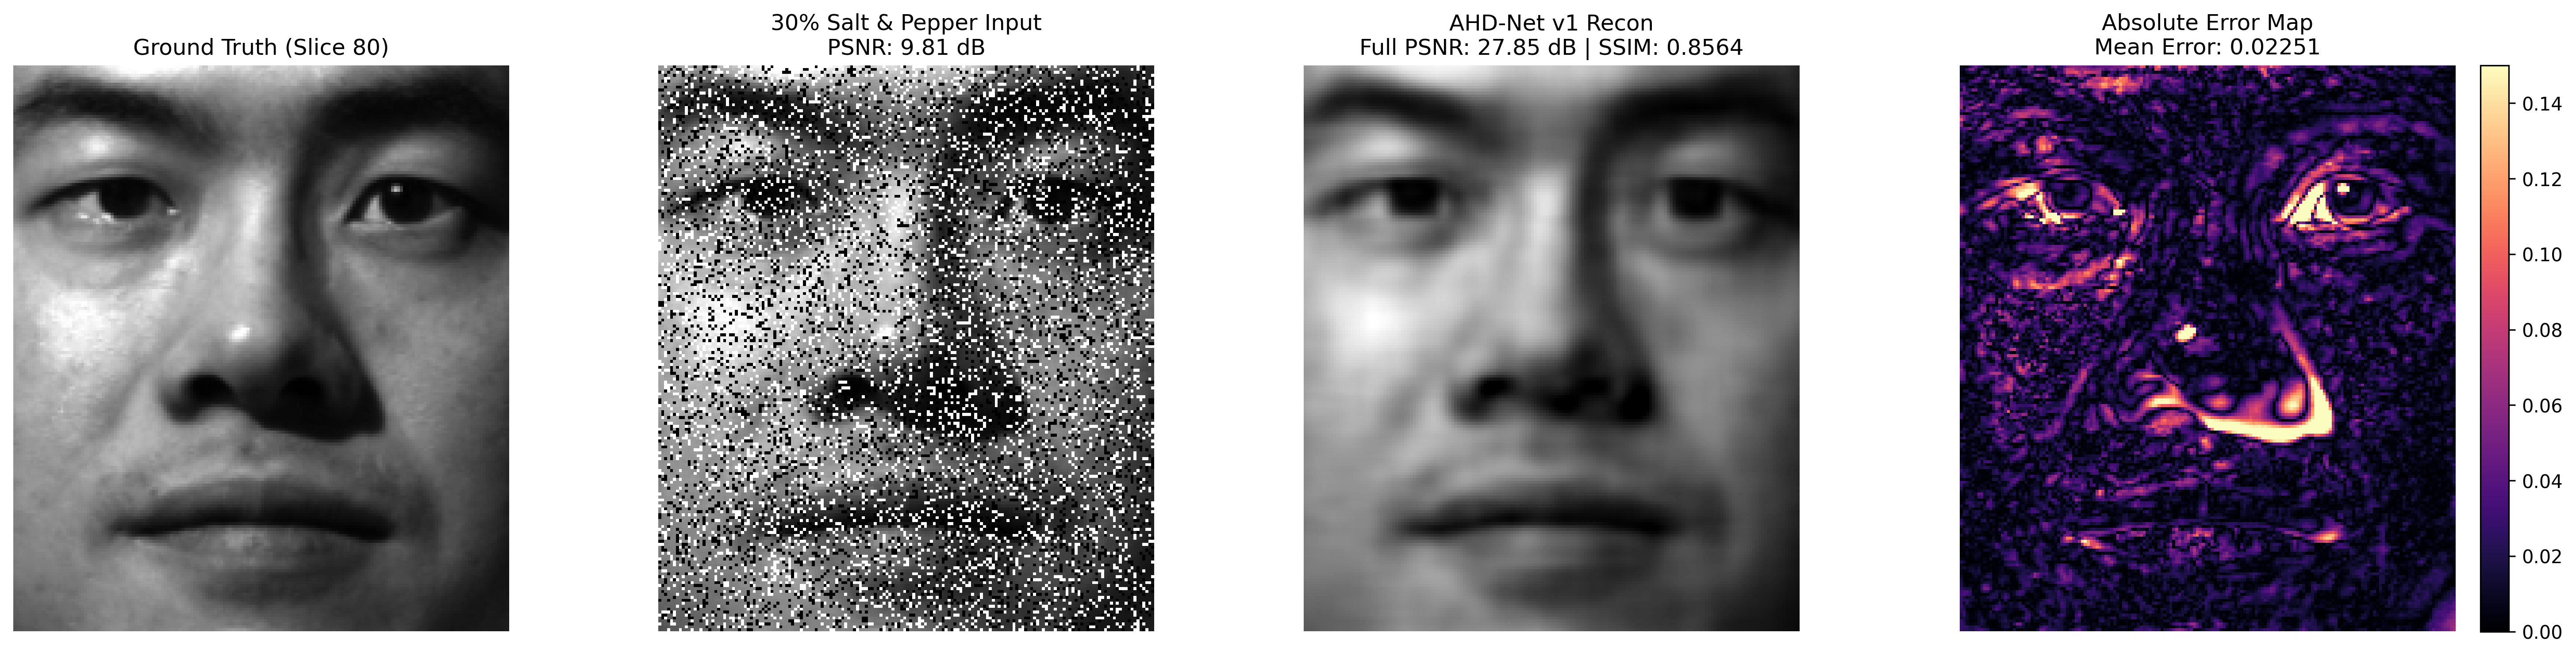 Ground Truth (Slice 80)
30% Salt & Pepper Input
PSNR: 9.81 dB
AHD-Net v1 Recon
Full PSNR: 27.85 dB | SSIM: 0.8564
Absolute Error Map
Mean Error: 0.02251
0.14
0.12
0.10
0.08
0.06
0.04
0.02
0.00